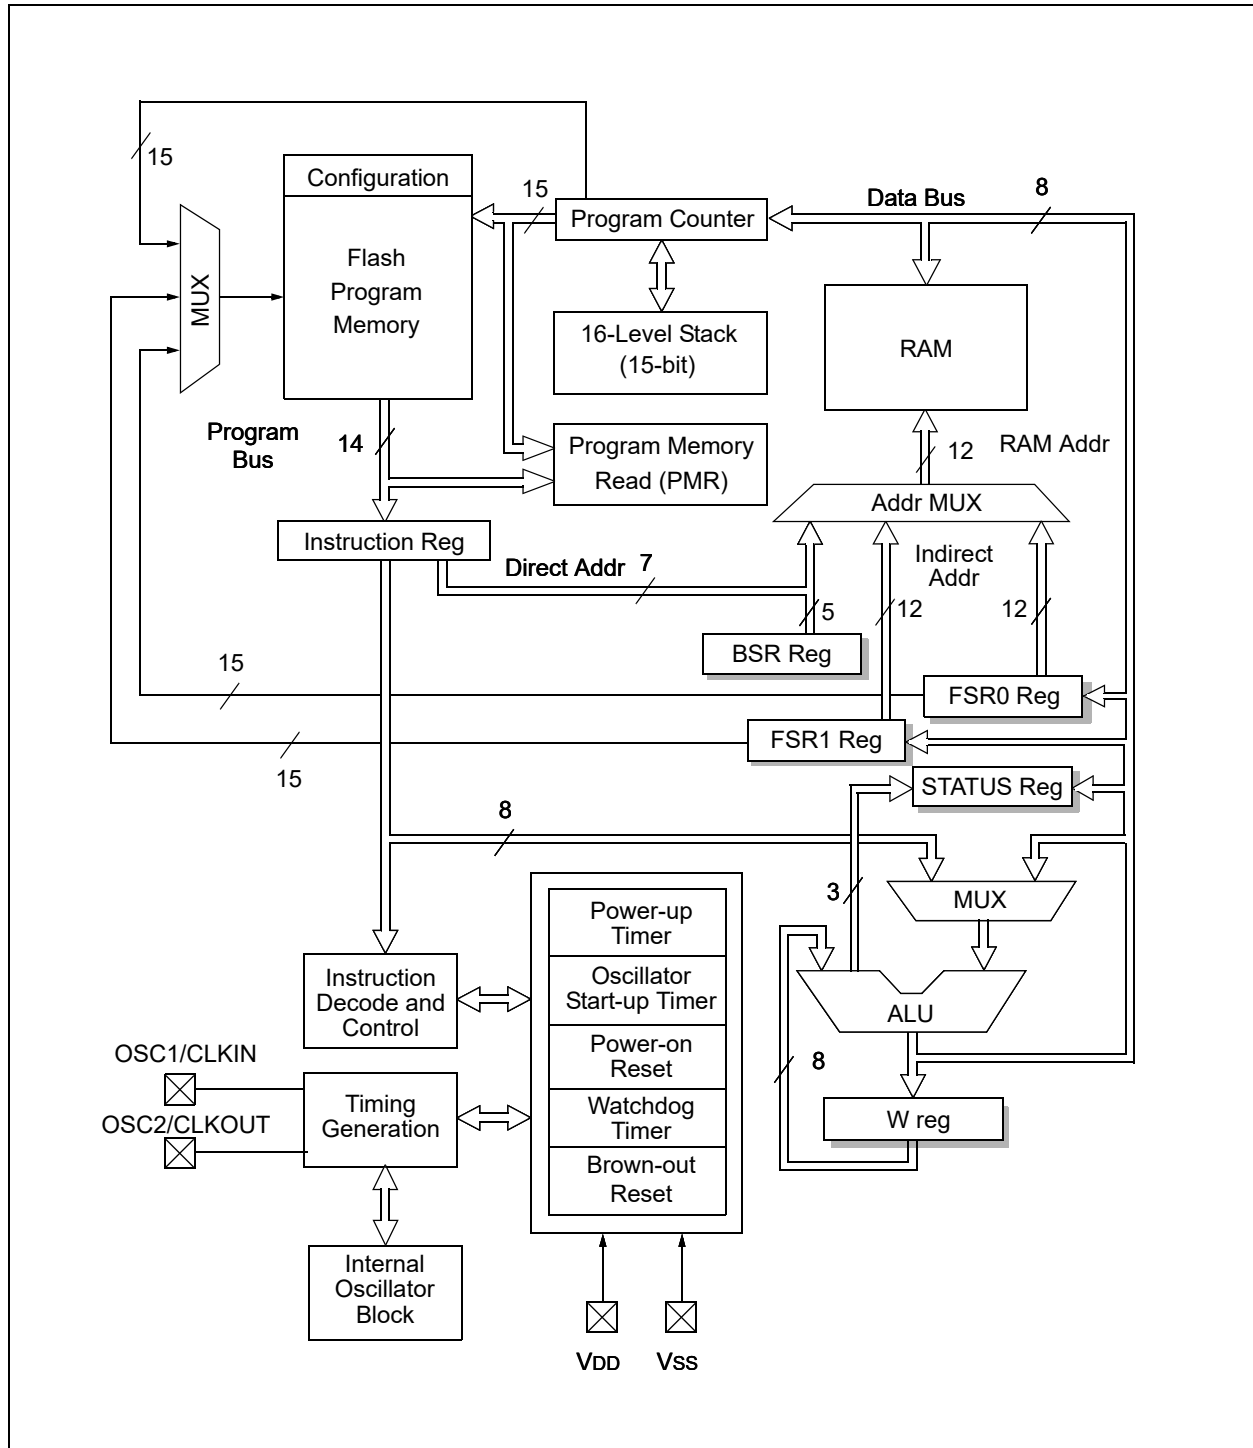 15
Configuration
Flash
Program
Memory
MUX
15
Program Counter
Data Bus
8
16-Level Stack
(15-bit)
RAM
Program
Bus
14
Program Memory
Read (PMR)
12
RAM Addr
Addr MUX
Instruction Reg
Direct Addr
7
Indirect
Addr
5
12
12
BSR Reg
15
FSR0 Reg
FSR1 Reg
15
STATUS Reg
8
3
MUX
Power-up
Timer
Oscillator
Start-up Timer
Power-on
Reset
Watchdog
Timer
Brown-out
Reset
Instruction
Decode and
Control
ALU
8
W reg
OSC1/CLKIN
OSC2/CLKOUT
Timing
Generation
Internal
Oscillator
Block
VDD
VSS